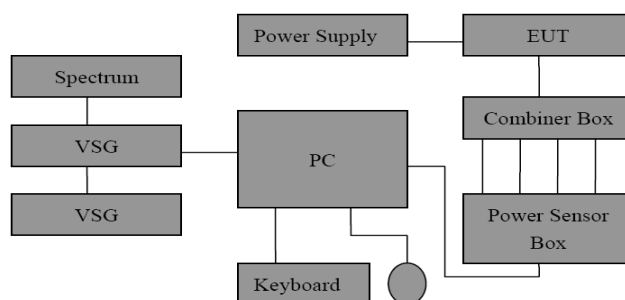 Power Supply
EUT
Spectrum
VSG
PC
Combiner Box
VSG
Power Sensor
Box
Keyboard